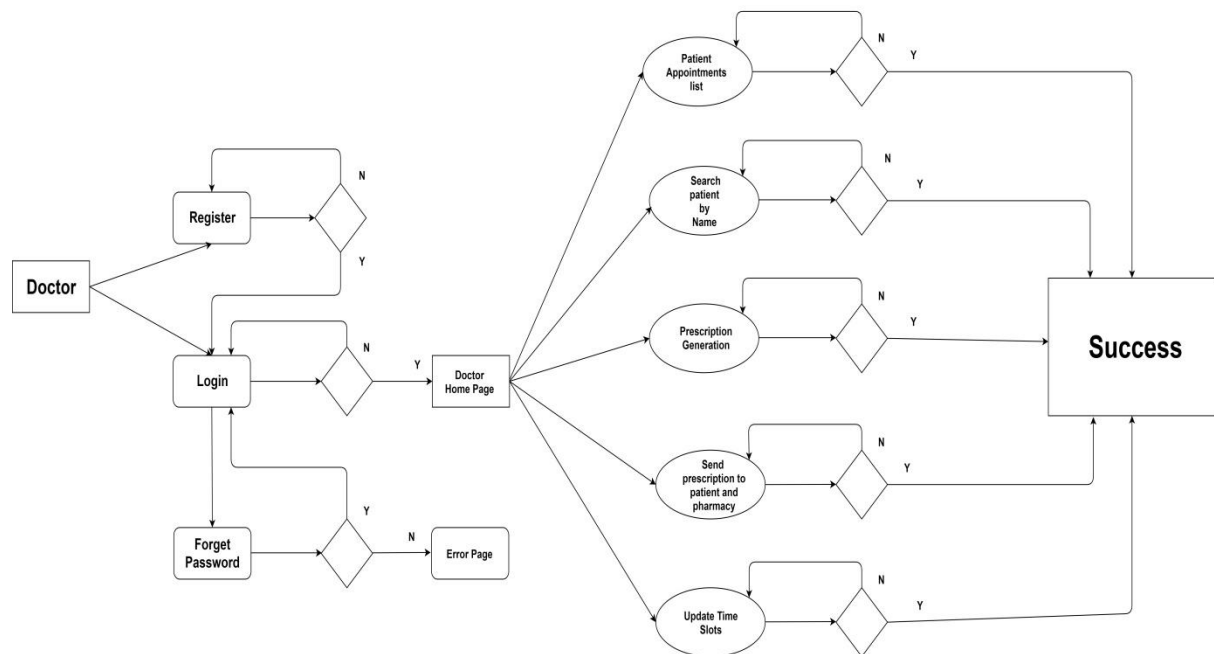 N
Y
Patient
Appointments
list
N
Register
Y
Doctor
N
Y
Search
patient
by
Name
N
Y
Login
Y
Doctor
Home Page
N
Y
Prescription
Generation
Success
N
Y
Send
prescription to
patient and
pharmacy
Y
Forget
Password
N
Error Page
N
Y
Update Time
Slots